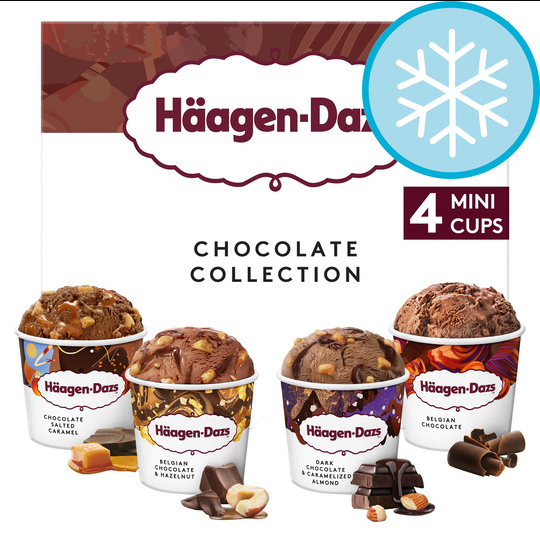 Häagen-Daz
4 MINI
CUPS
CHOCOLATE
COLLECTION
Häagen-Dazs
CHOCOLATE
SALTED
CARAMEL
Häagen-Dazs
BELGIAN
CHOCOLATE
& HAZELNUT
Häagen-Dazs
DARK
CHOCOLATE
& CARAMELIZED
ALMOND
Häagen-Dazs
BELGIAN
CHOCOLATE